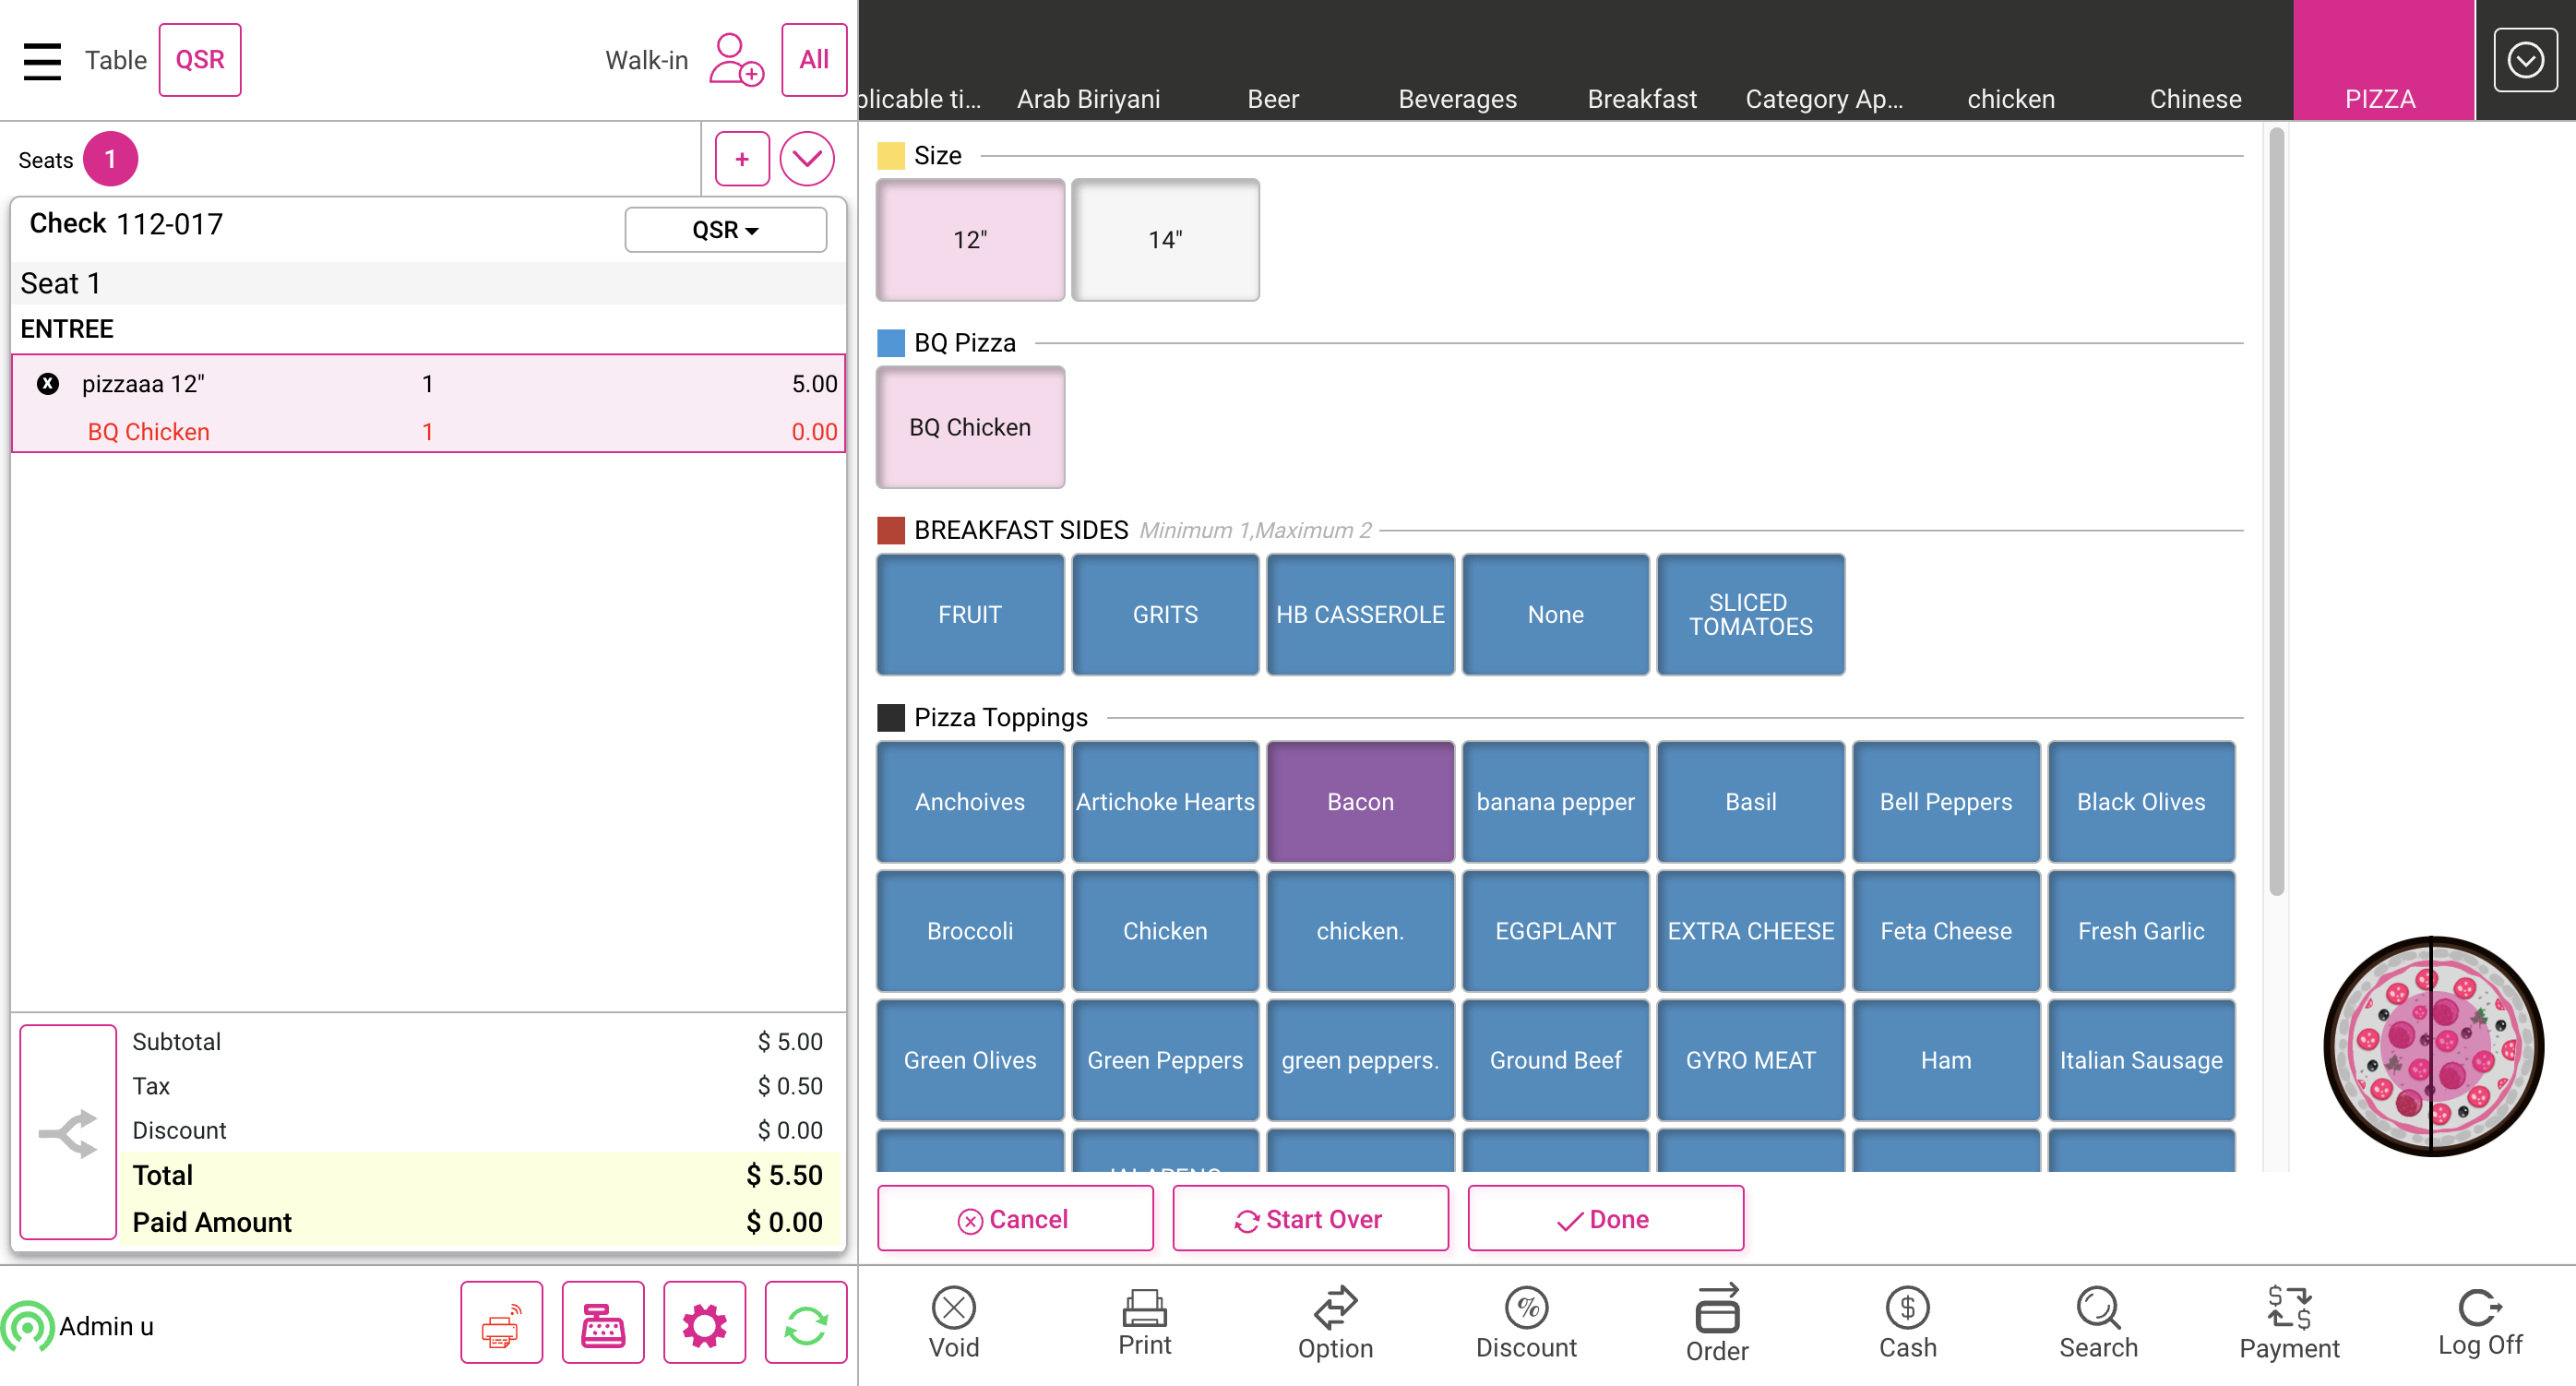 Table QSR Walk-in All
plicable ti... Arab Biriyani Beer Beverages Breakfast Category Ap... chicken Chinese PIZZA
Seats 1 +
Check 112-017 QSR
Seat 1
ENTREE
X pizzaaa 12" 1 5.00
BQ Chicken 1 0.00
Subtotal $ 5.00
Tax $ 0.50
Discount $ 0.00
Total $ 5.50
Paid Amount $ 0.00
Admin u
Size
12" 14"
BQ Pizza
BQ Chicken
BREAKFAST SIDES Minimum 1,Maximum 2
FRUIT GRITS HB CASSEROLE None SLICED TOMATOES
Pizza Toppings
Anchoives Artichoke Hearts Bacon banana pepper Basil Bell Peppers Black Olives
Broccoli Chicken chicken. EGGPLANT EXTRA CHEESE Feta Cheese Fresh Garlic
Green Olives Green Peppers green peppers. Ground Beef GYRO MEAT Ham Italian Sausage
Cancel Start Over Done
Void Print Option Discount Order Cash Search Payment Log Off